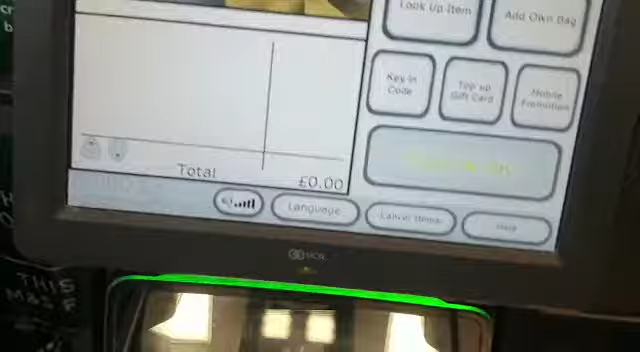 Look Up Item
Add Own Bag
Key In
Code
Top up
Gift Card
Mobile
Promotion
Total
£0.00
Language
Cancel Items
Help
NCR
THIS